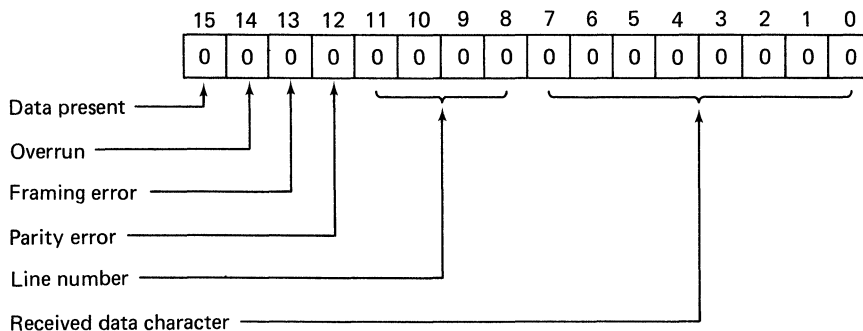 15 14 13 12 11 10 9 8 7 6 5 4 3 2 1 0
0 0 0 0 0 0 0 0 0 0 0 0 0 0 0 0
Data present
Overrun
Framing error
Parity error
Line number
Received data character